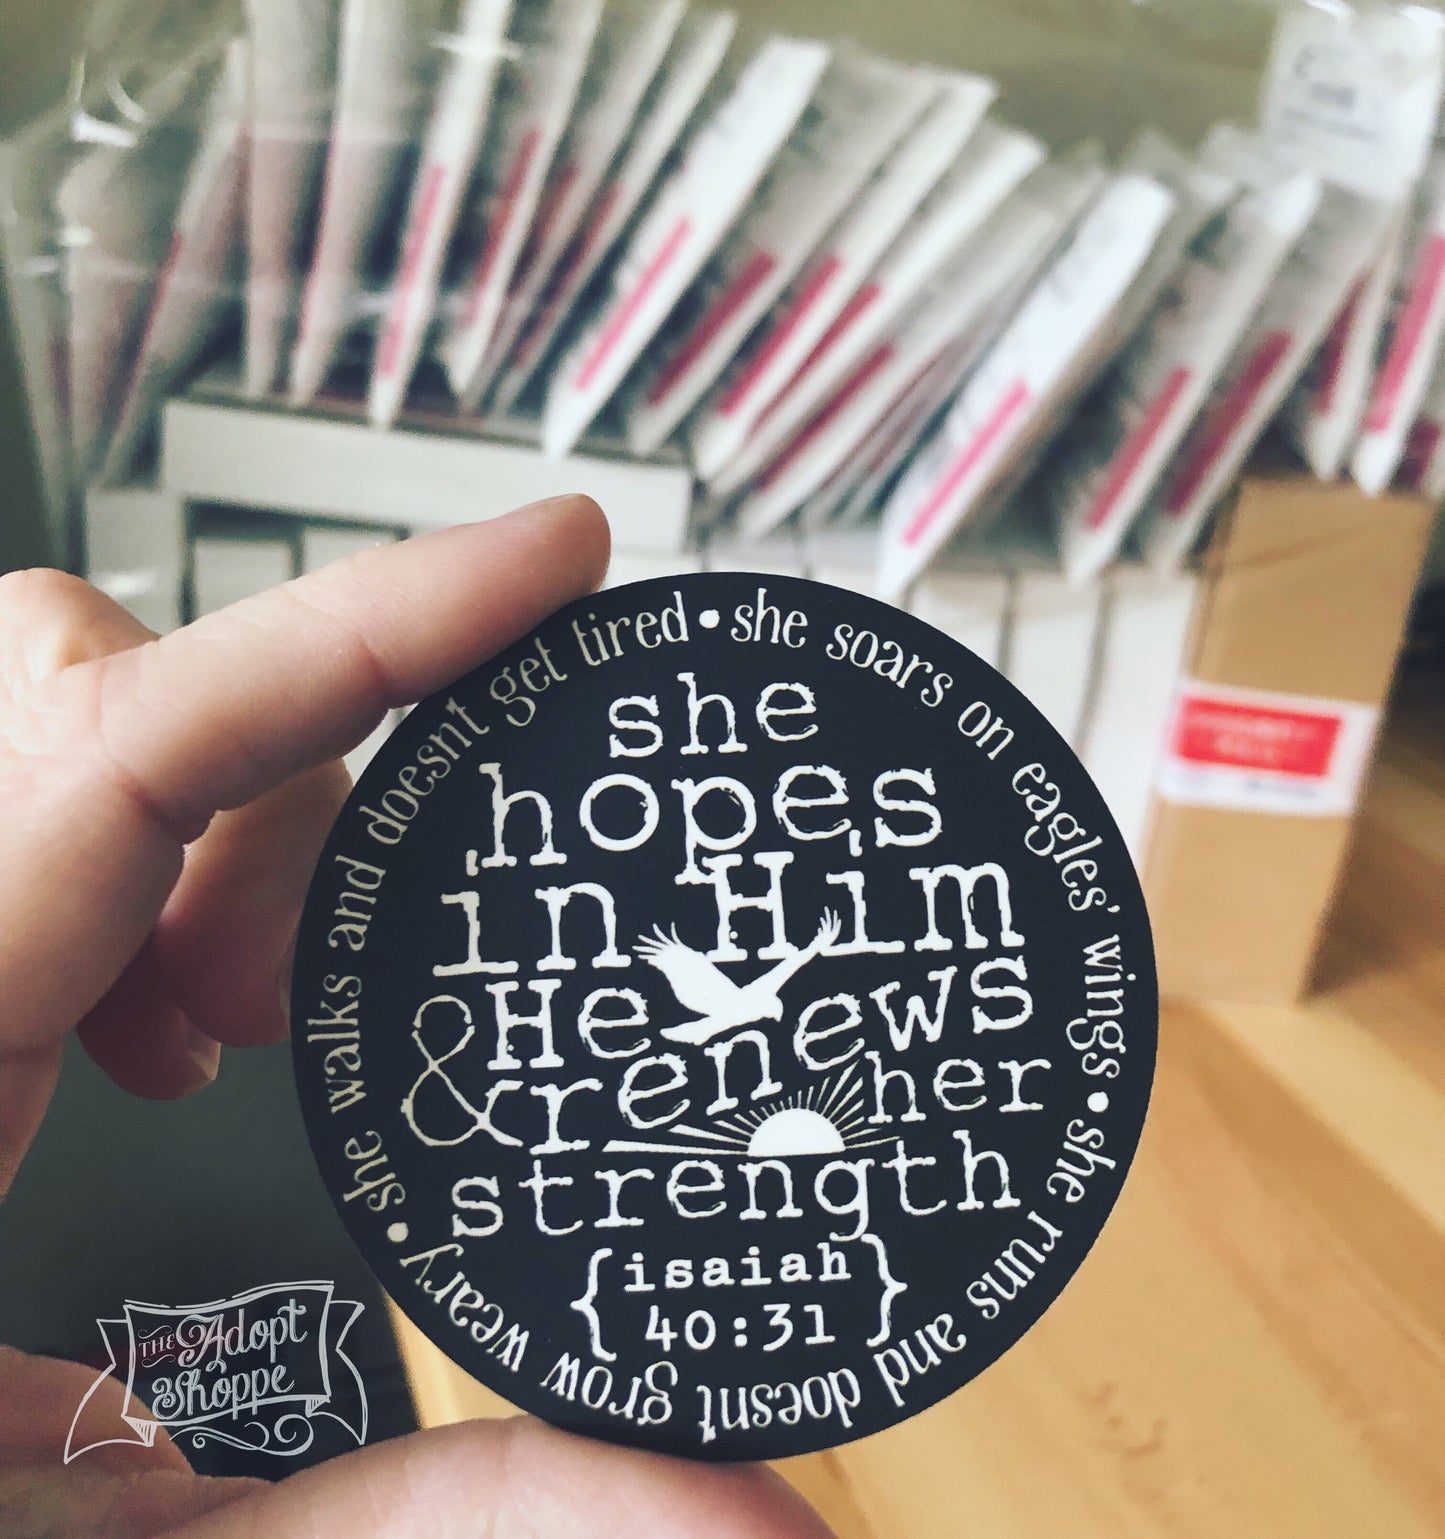 she
hopes
in Him
& He renews
her
strength
{isaiah
40:31}
she soars on eagles' wings • she runs and doesnt grow weary • she walks and doesn't get tired •
THE Adopt
Shoppe